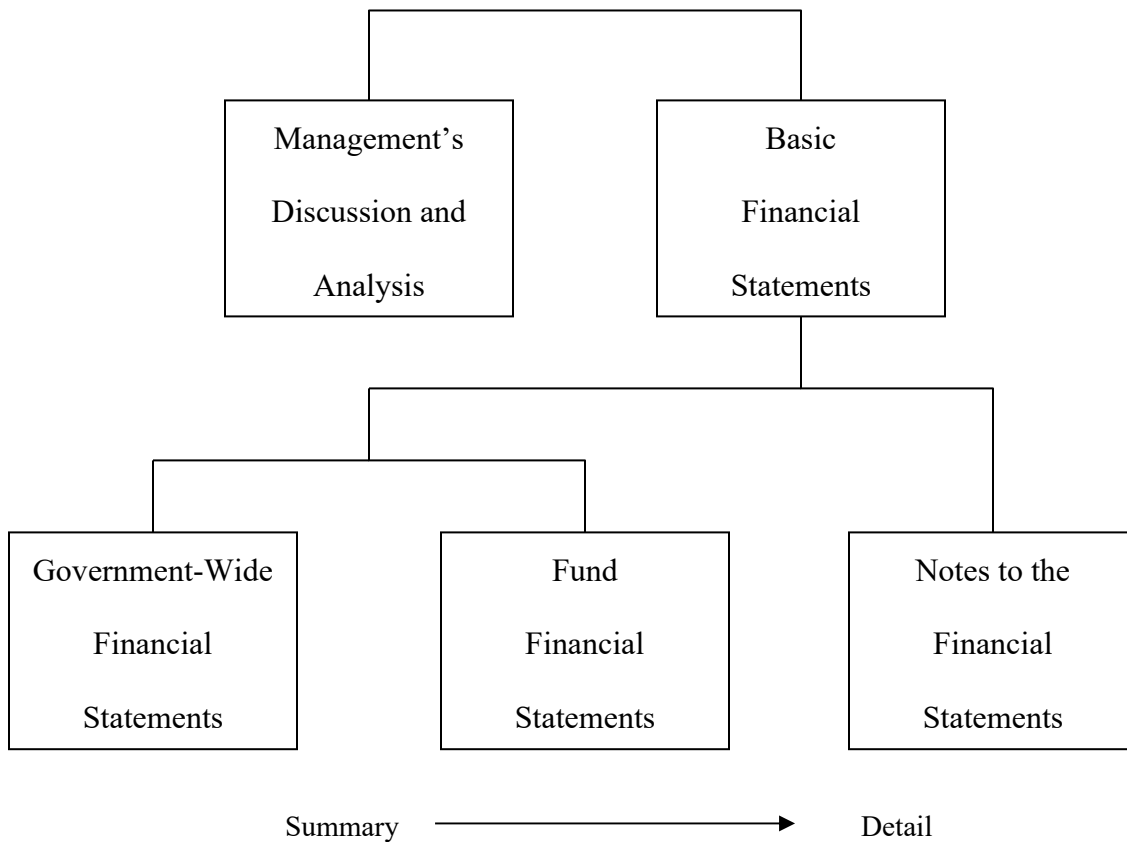 Management’s
Discussion and
Analysis
Basic
Financial
Statements
Government-Wide
Financial
Statements
Fund
Financial
Statements
Notes to the
Financial
Statements
Summary
Detail